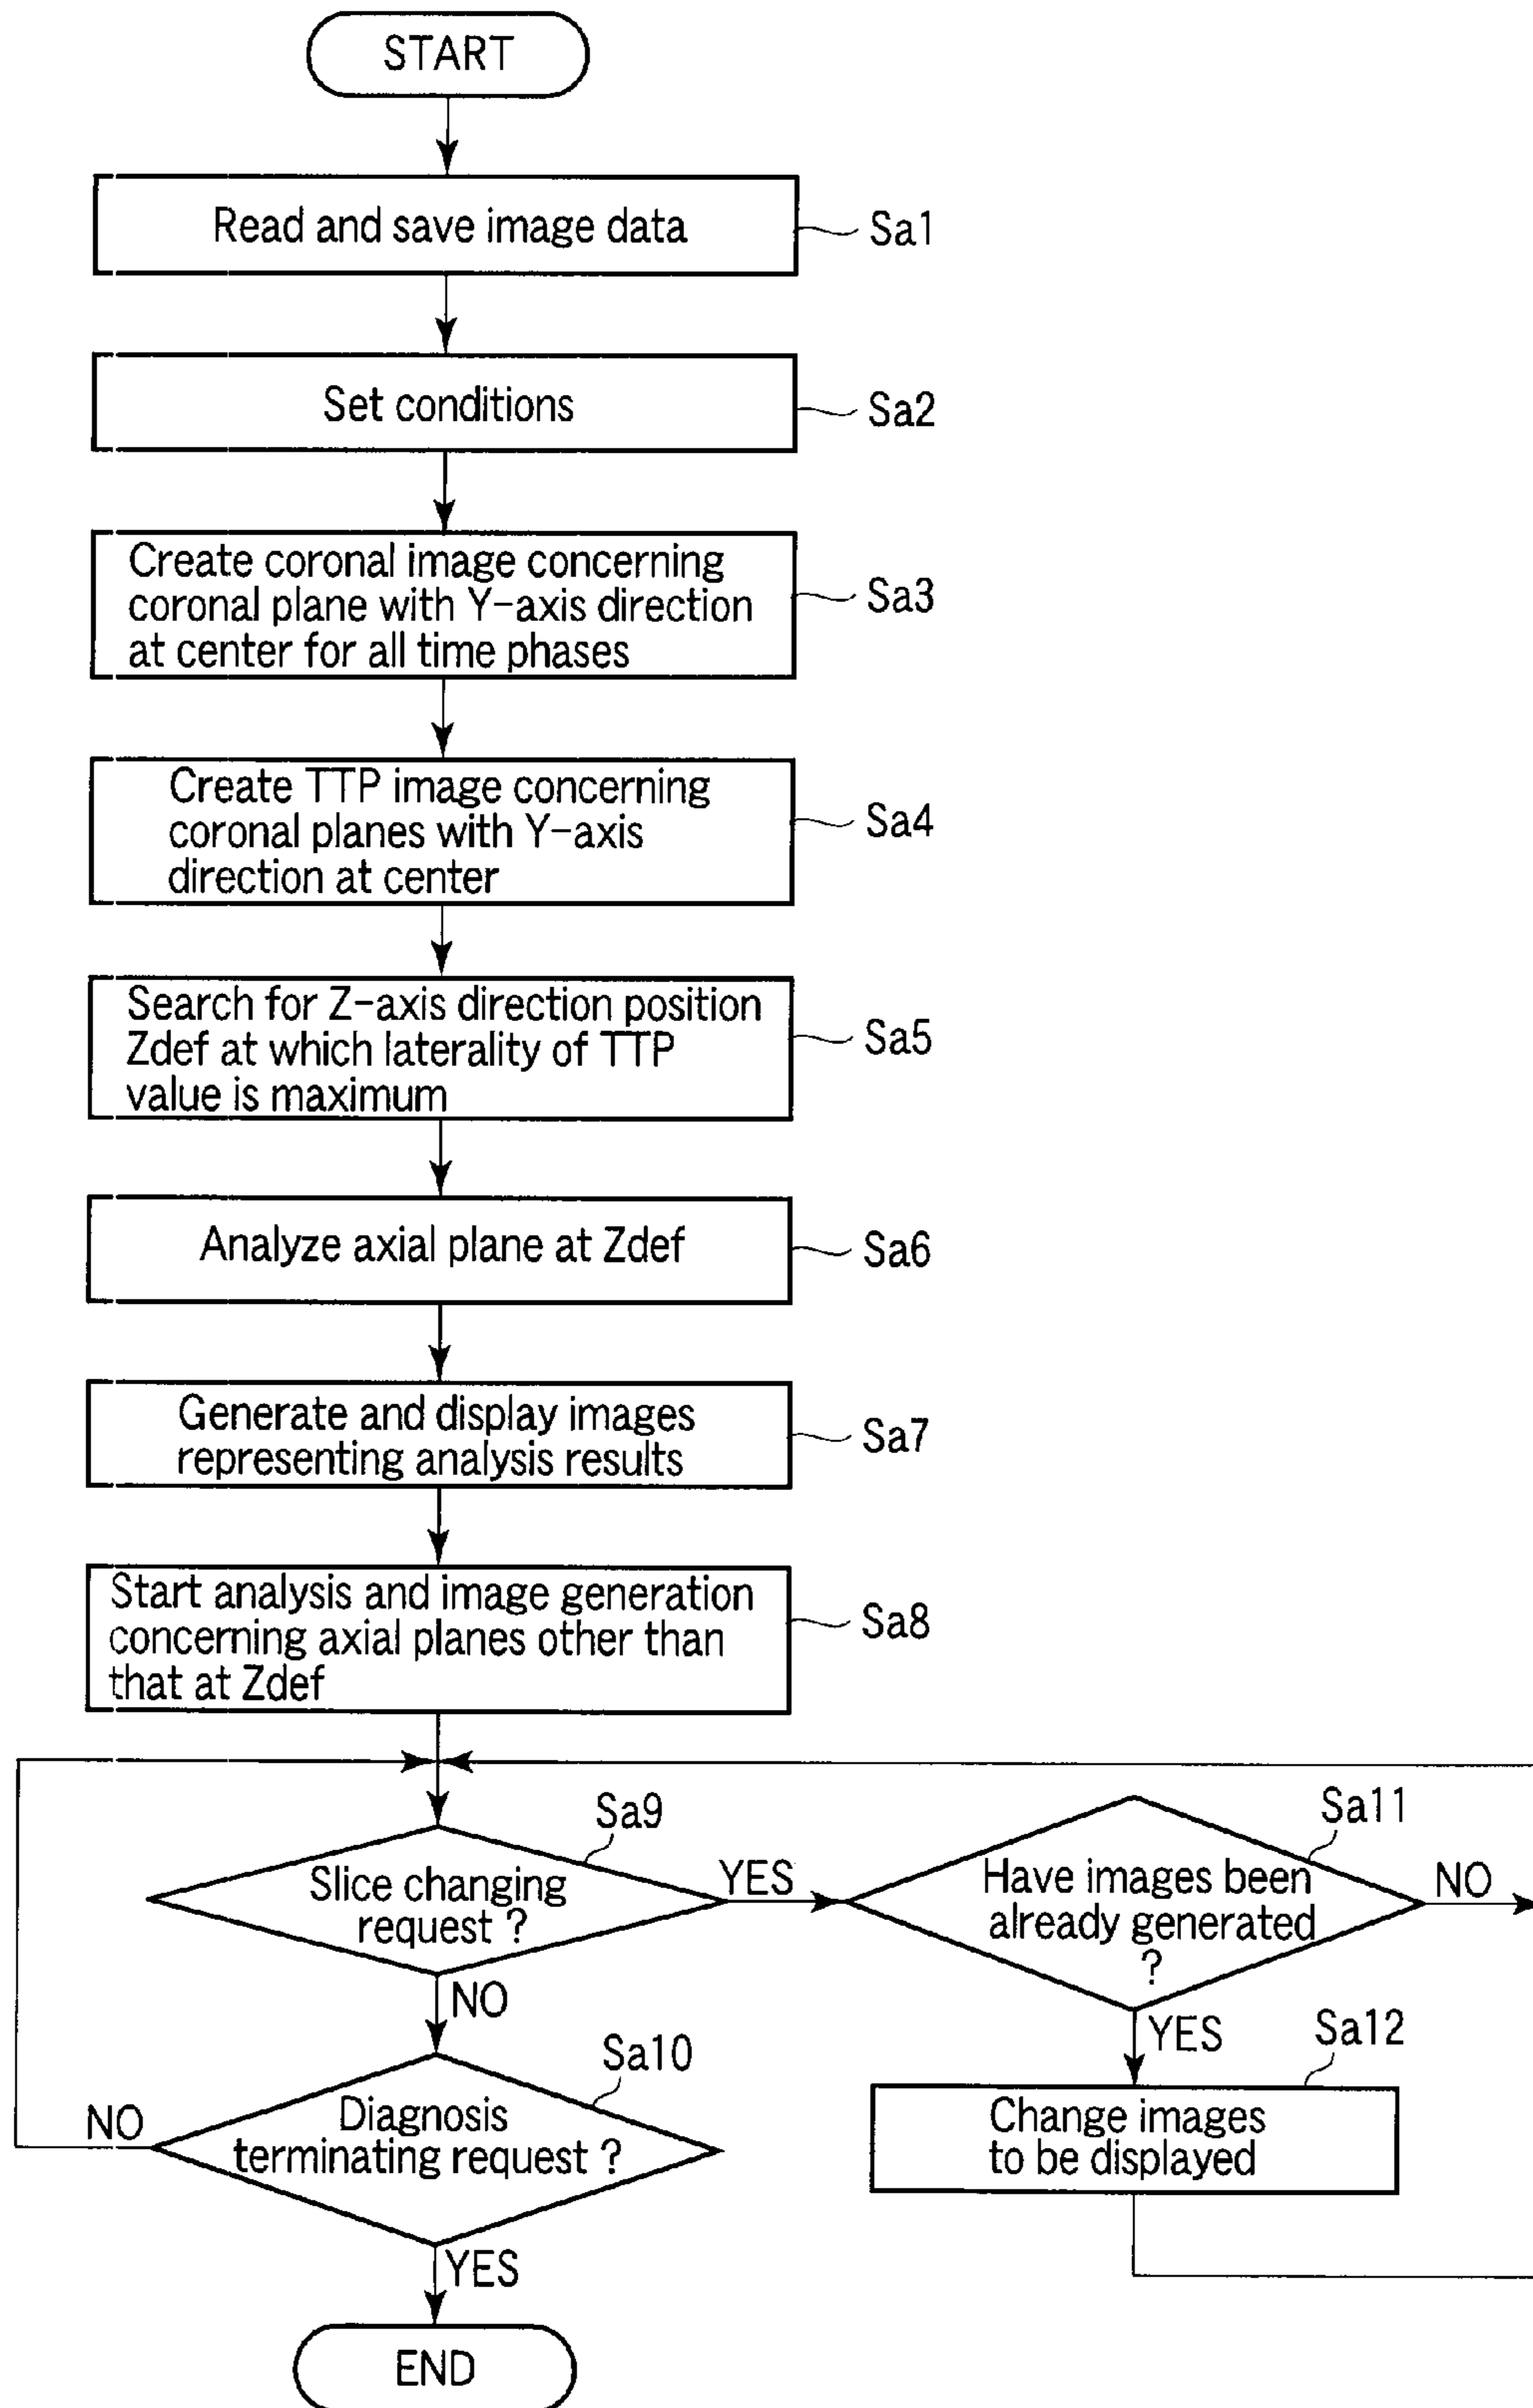 START
Read and save image data
Sa1
Set conditions
Sa2
Create coronal image concerning
coronal plane with Y-axis direction
at center for all time phases
Sa3
Create TTP image concerning
coronal planes with Y-axis
direction at center
Sa4
Search for Z-axis direction position
Zdef at which laterality of TTP
value is maximum
Sa5
Analyze axial plane at Zdef
Sa6
Generate and display images
representing analysis results
Sa7
Start analysis and image generation
concerning axial planes other than
that at Zdef
Sa8
Sa9
Slice changing
request ?
YES
NO
Sa11
Have images been
already generated
?
NO
YES
Sa10
Diagnosis
terminating request ?
NO
YES
Sa12
Change images
to be displayed
END